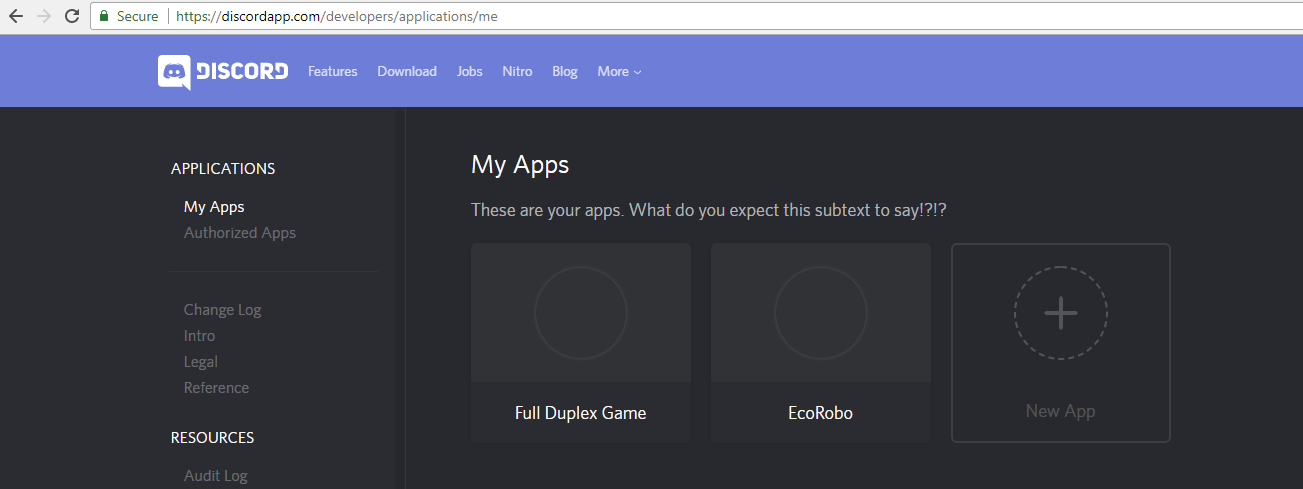 Secure https://discordapp.com/developers/applications/me
DISCORD Features Download Jobs Nitro Blog More
APPLICATIONS
My Apps
Authorized Apps
Change Log
Intro
Legal
Reference
RESOURCES
Audit Log
My Apps
These are your apps. What do you expect this subtext to say!?!?
Full Duplex Game
EcoRobo
New App